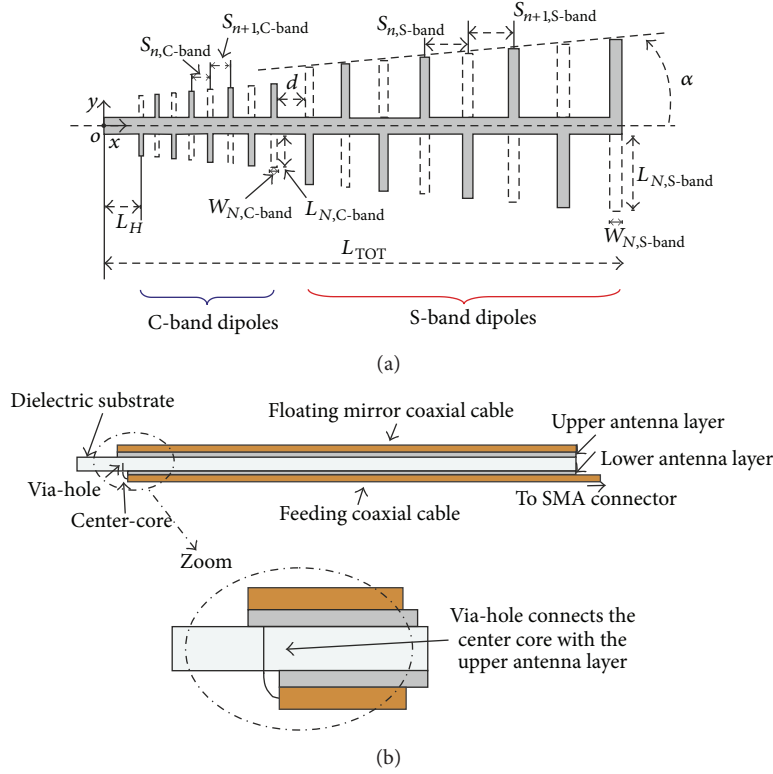 S_{n+1,C-band}
S_{n,C-band}
S_{n,S-band}
S_{n+1,S-band}
d
α
y
o
x
L_H
W_{N,C-band}
L_{N,C-band}
L_{N,S-band}
W_{N,S-band}
L_{TOT}
C-band dipoles
S-band dipoles
(a)
Dielectric substrate
Floating mirror coaxial cable
Upper antenna layer
Lower antenna layer
Via-hole
Center-core
Feeding coaxial cable
To SMA connector
Zoom
Via-hole connects the
center core with the
upper antenna layer
(b)